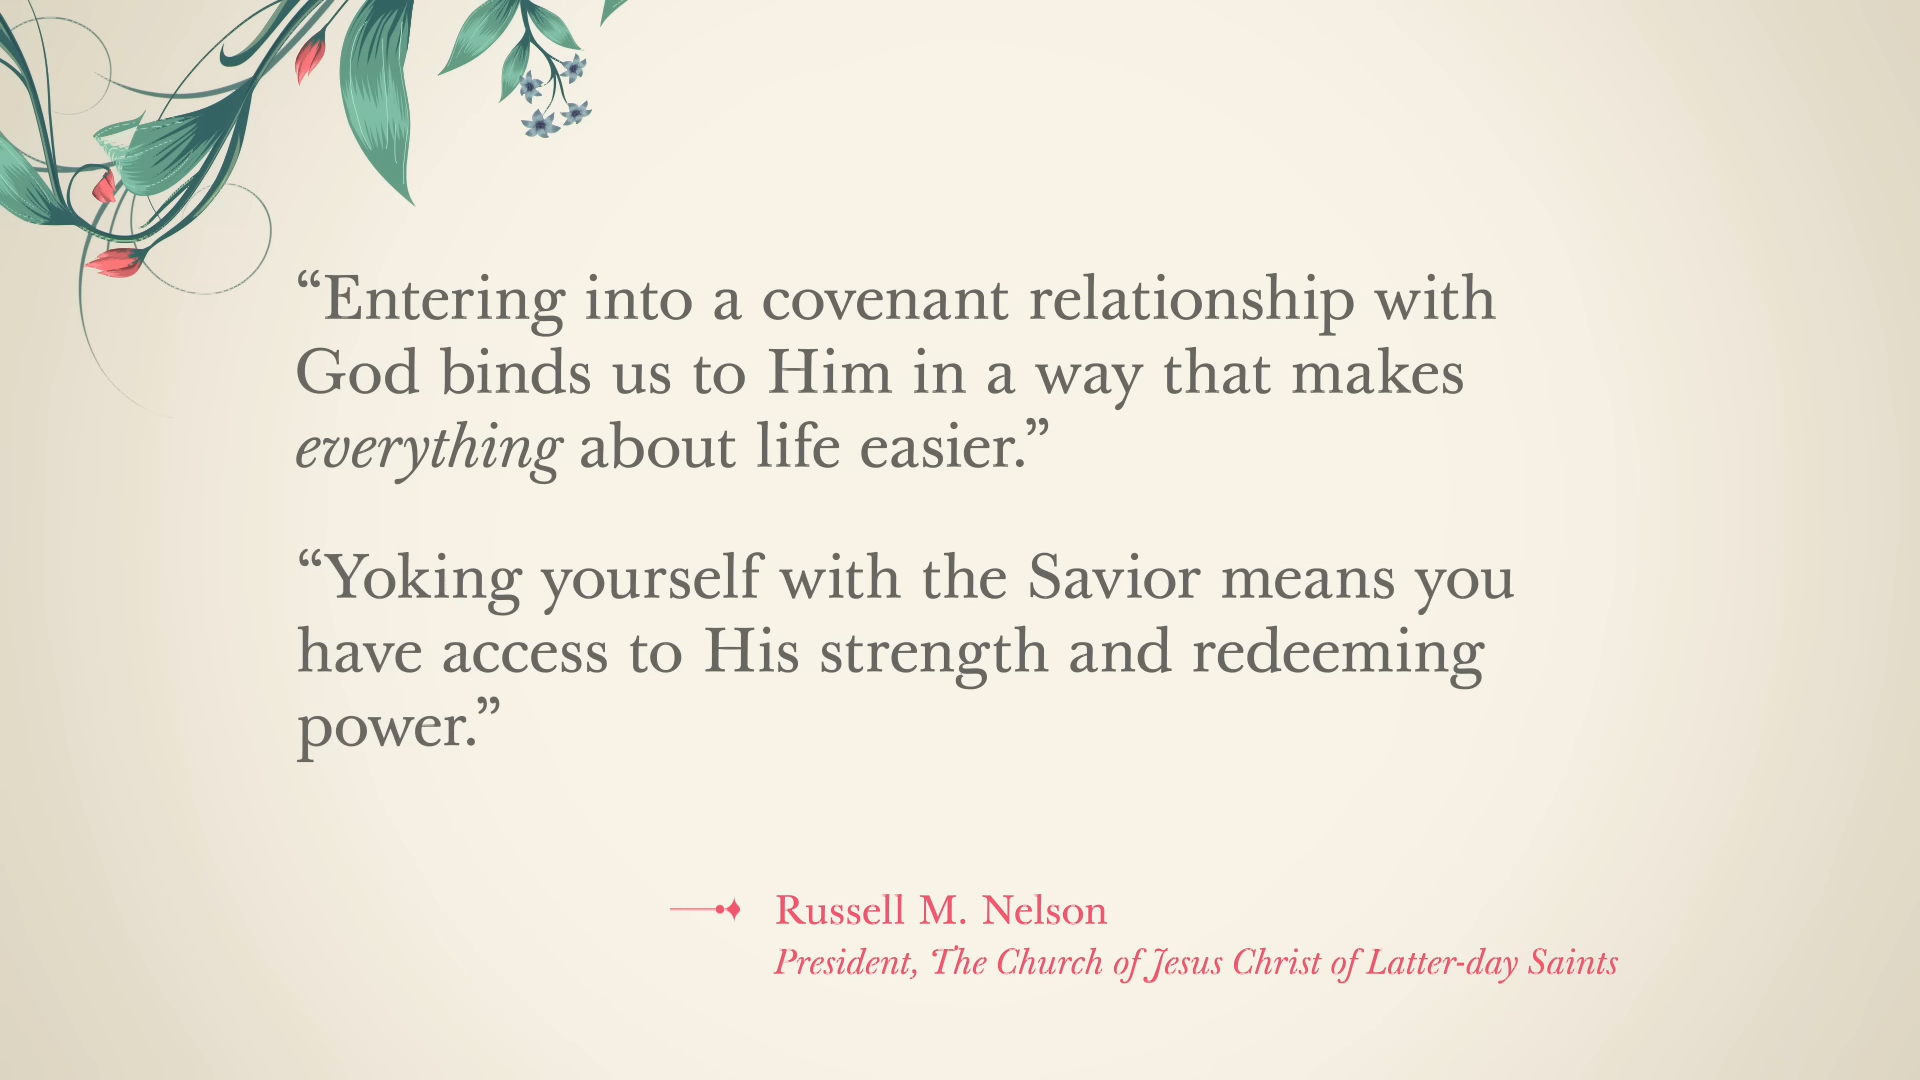 “Entering into a covenant relationship with
God binds us to Him in a way that makes
everything about life easier.”
“Yoking yourself with the Savior means you
have access to His strength and redeeming
power.”
Russell M. Nelson
President, The Church of Jesus Christ of Latter-day Saints